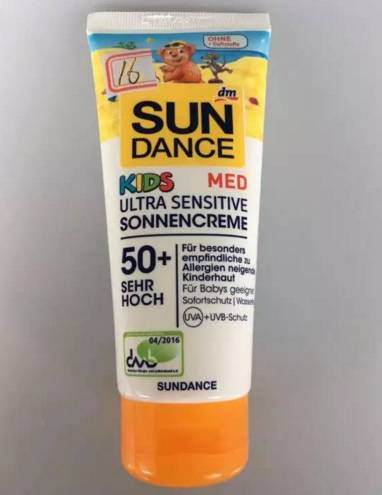 OHNE
16
dm
SUN
DANCE
KIDS MED
ULTRA SENSITIVE
SONNENCREME
50+
SEHR
HOCH
Für besonders
empfindliche zu
Allergien neigende
Kinderhaut
Für Babys geeignet
Sofortschutz | Wasserf
UVA +UVB-Schutz
04/2016
SUNDANCE